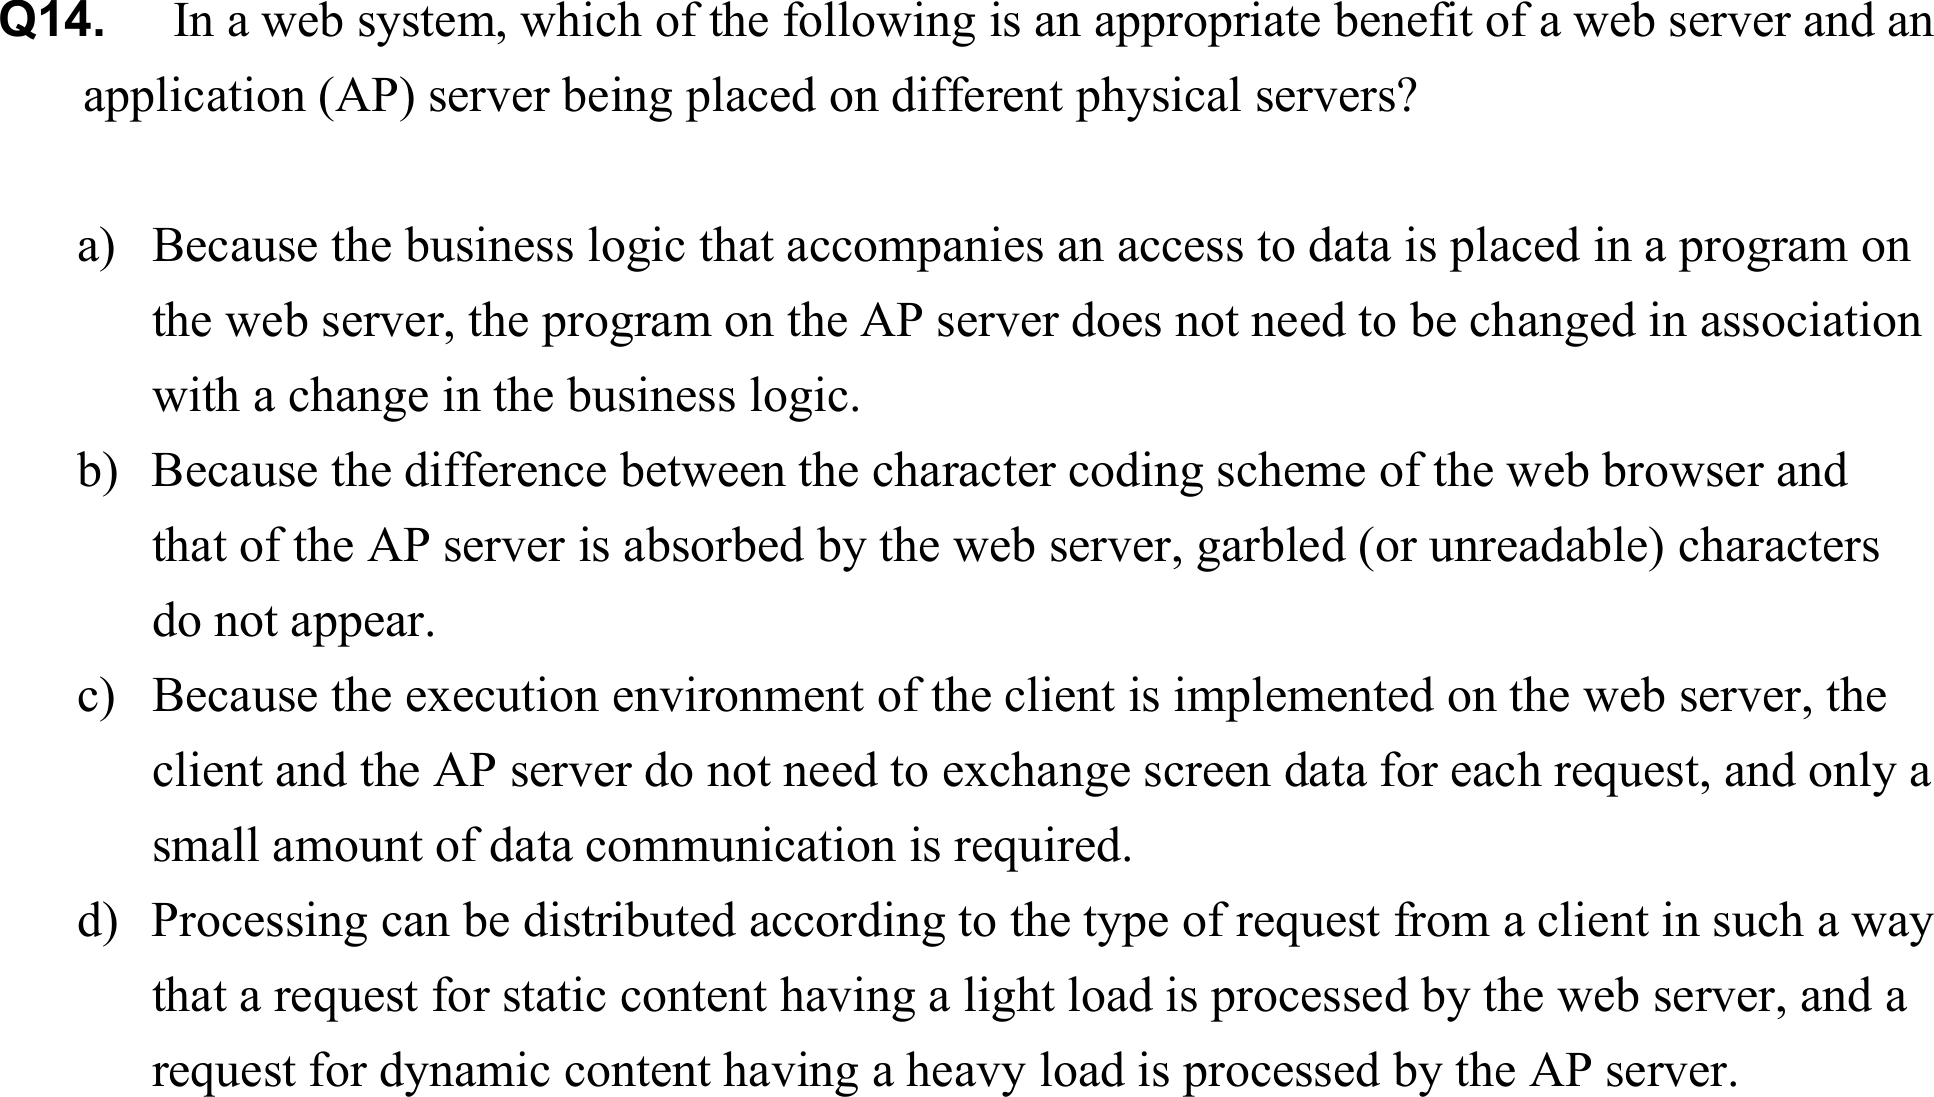 Q14. In a web system, which of the following is an appropriate benefit of a web server and an
application (AP) server being placed on different physical servers?
a) Because the business logic that accompanies an access to data is placed in a program on
the web server, the program on the AP server does not need to be changed in association
with a change in the business logic.
b) Because the difference between the character coding scheme of the web browser and
that of the AP server is absorbed by the web server, garbled (or unreadable) characters
do not appear.
c) Because the execution environment of the client is implemented on the web server, the
client and the AP server do not need to exchange screen data for each request, and only a
small amount of data communication is required.
d) Processing can be distributed according to the type of request from a client in such a way
that a request for static content having a light load is processed by the web server, and a
request for dynamic content having a heavy load is processed by the AP server.